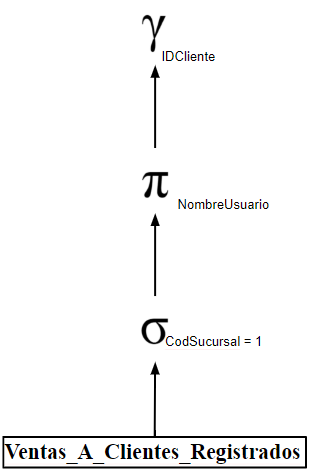 γ
IDCliente
π
NombreUsuario
σ
CodSucursal = 1
Ventas_A_Clientes_Registrados